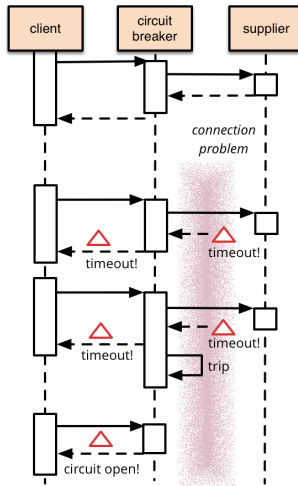 client
circuit
breaker
supplier
connection
problem
timeout!
timeout!
timeout!
timeout!
trip
circuit open!